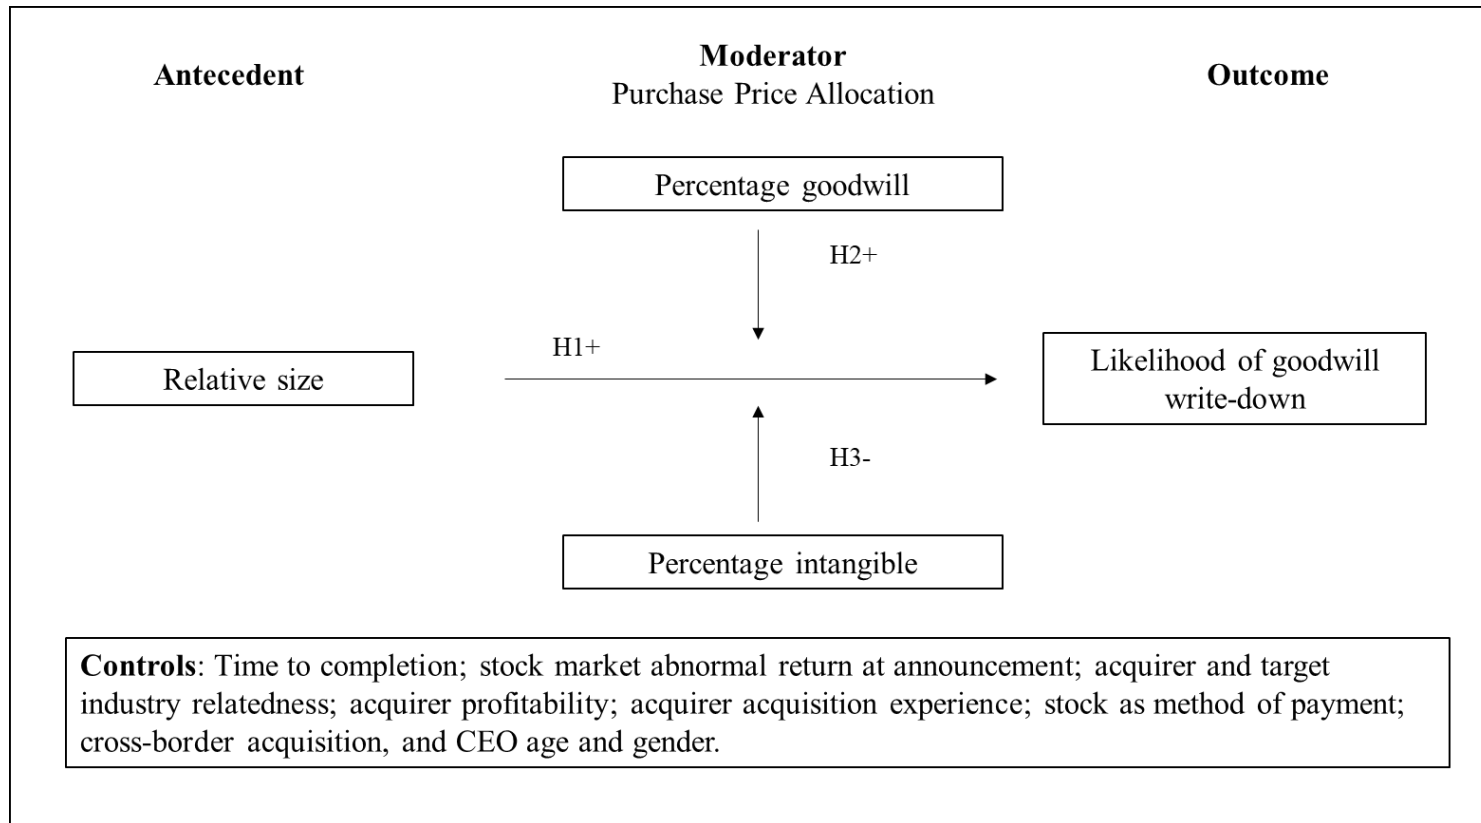 Antecedent
Moderator
Purchase Price Allocation
Outcome
Percentage goodwill
H2+
H1+
Relative size
Likelihood of goodwill
write-down
H3-
Percentage intangible
Controls: Time to completion; stock market abnormal return at announcement; acquirer and target
industry relatedness; acquirer profitability; acquirer acquisition experience; stock as method of payment;
cross-border acquisition, and CEO age and gender.